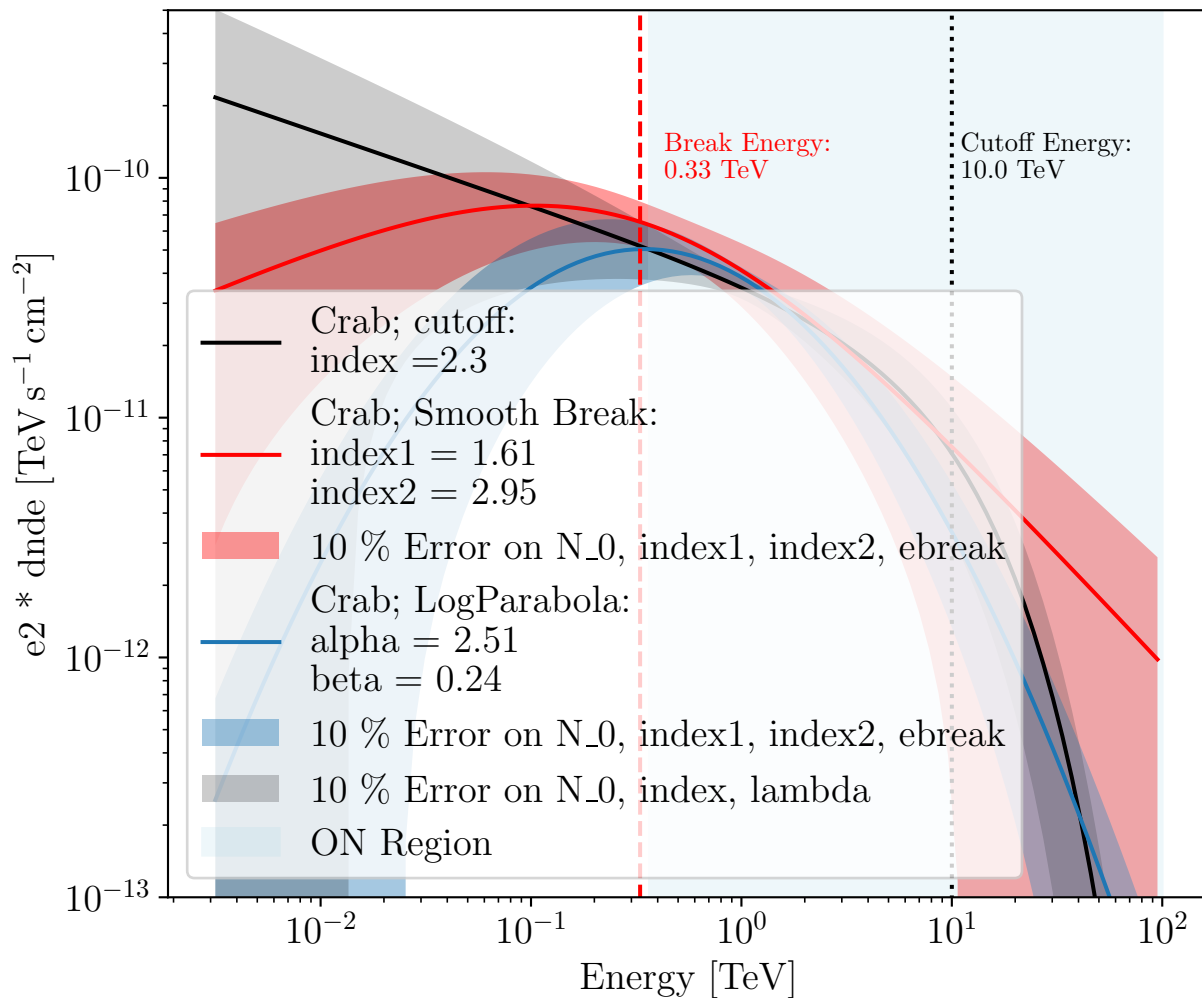 10^{-10}
10^{-11}
10^{-12}
10^{-13}
e2 * dnde [TeV s^{-1} cm^{-2}]
Break Energy:
0.33 TeV
Cutoff Energy:
10.0 TeV
Crab; cutoff:
index =2.3
Crab; Smooth Break:
index1 = 1.61
index2 = 2.95
10 % Error on N_0, index1, index2, ebreak
Crab; LogParabola:
alpha = 2.51
beta = 0.24
10 % Error on N_0, index1, index2, ebreak
10 % Error on N_0, index, lambda
ON Region
10^{-2} 10^{-1} 10^{0} 10^{1} 10^{2}
Energy [TeV]